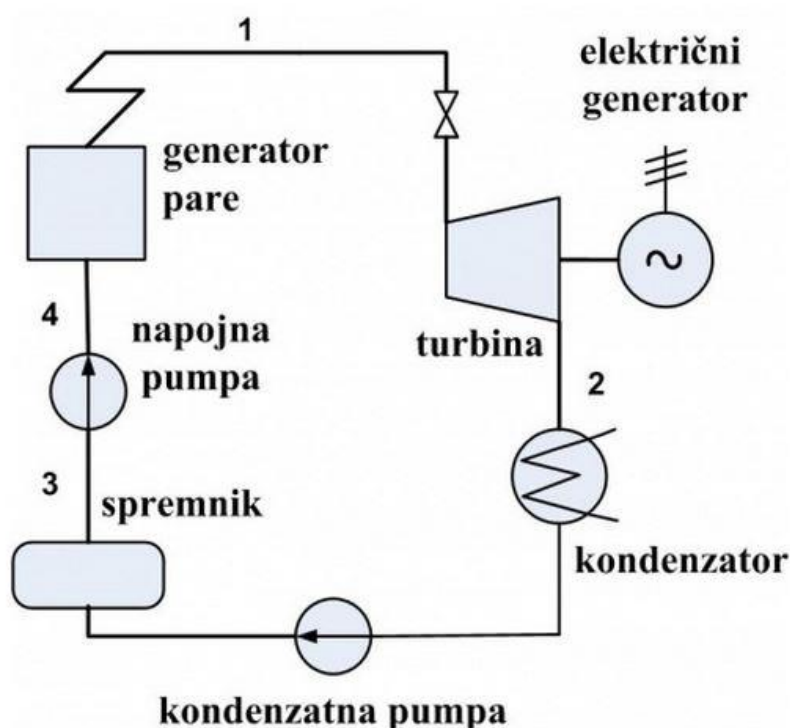 1
električni
generator
generator
pare
4
napojna
pumpa
turbina
2
3
spremnik
kondenzator
kondenzatna pumpa